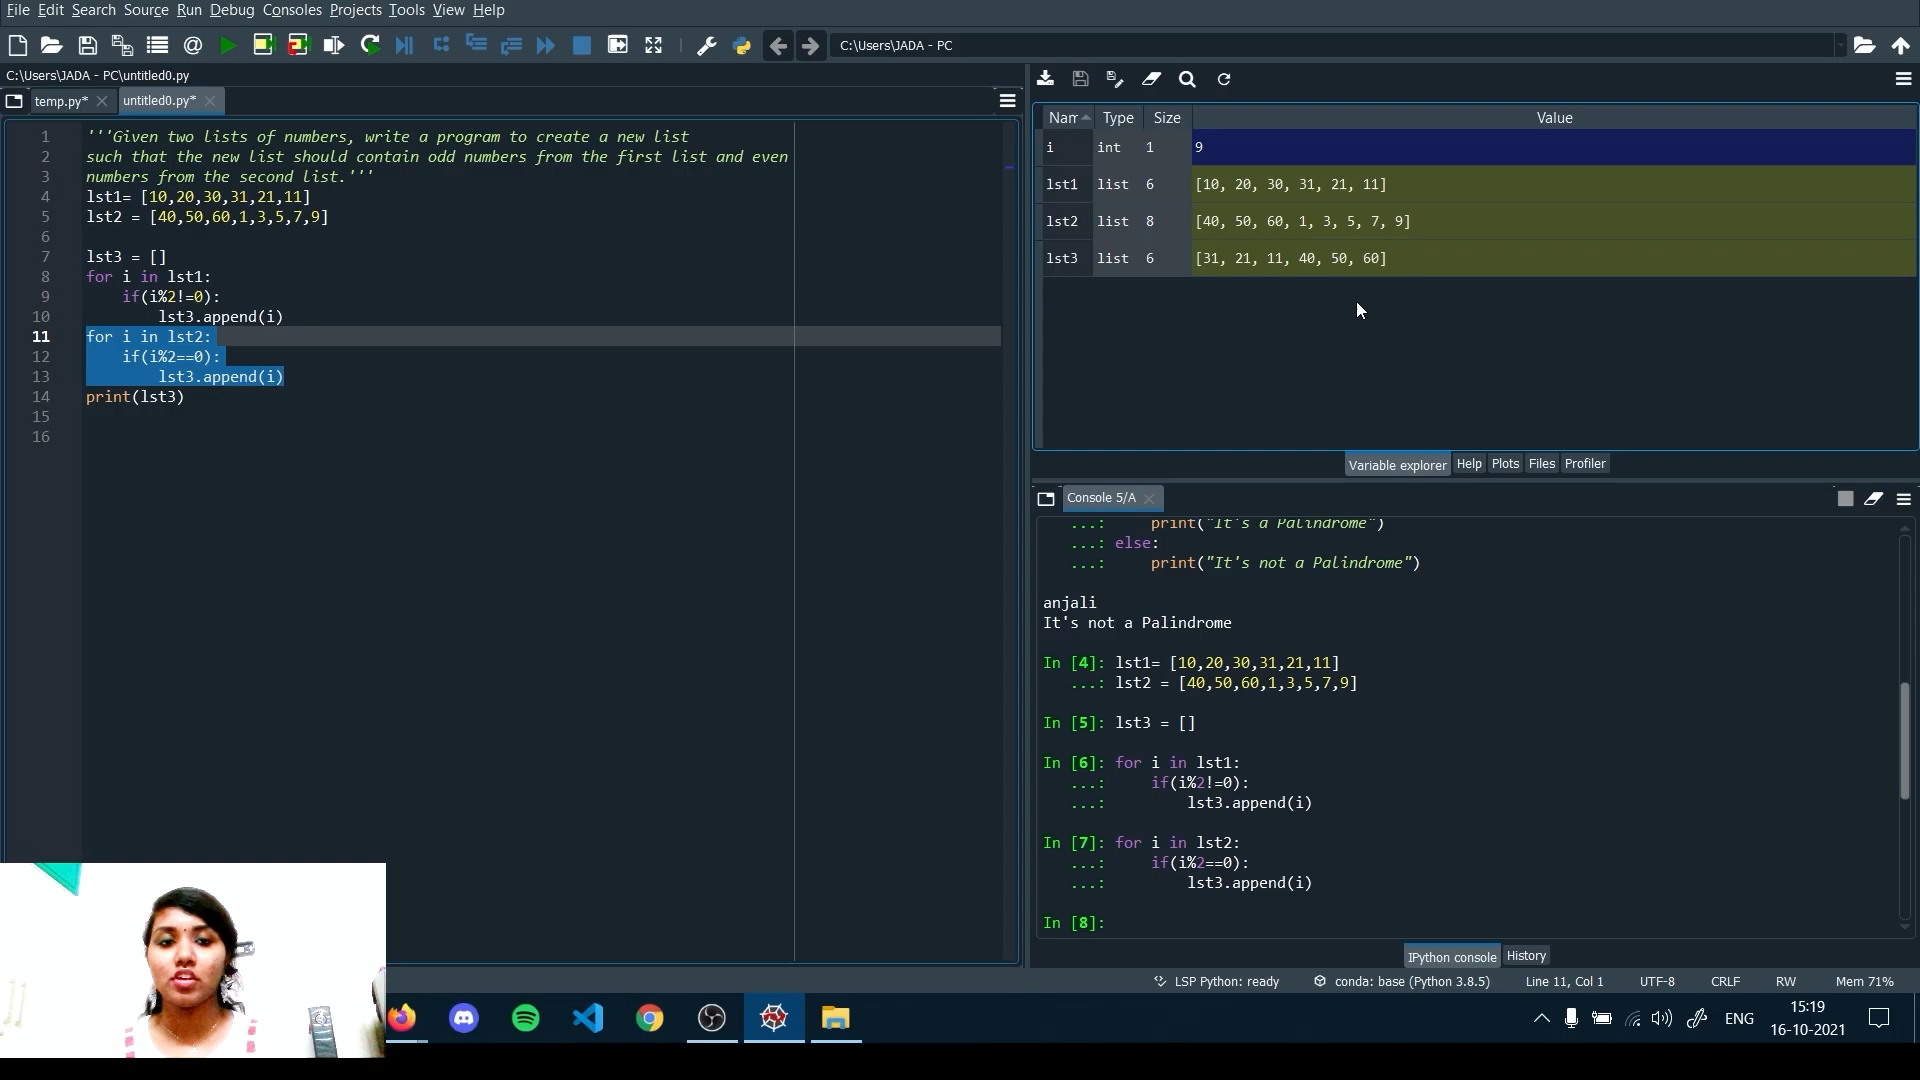 File Edit Search Source Run Debug Consoles Projects Tools View Help
C:\Users\JADA - PC
C:\Users\JADA - PC\untitled0.py
temp.py*
untitled0.py*
1 '''Given two lists of numbers, write a program to create a new list
2 such that the new list should contain odd numbers from the first list and even
3 numbers from the second list.'''
4 lst1= [10,20,30,31,21,11]
5 lst2 = [40,50,60,1,3,5,7,9]
6
7 lst3 = []
8 for i in lst1:
9 if(i%2!=0):
10 lst3.append(i)
11 for i in lst2:
12 if(i%2==0):
13 lst3.append(i)
14 print(lst3)
15
16
Nam Type Size Value
i int 1 9
lst1 list 6 [10, 20, 30, 31, 21, 11]
lst2 list 8 [40, 50, 60, 1, 3, 5, 7, 9]
lst3 list 6 [31, 21, 11, 40, 50, 60]
Variable explorer Help Plots Files Profiler
Console 5/A
...: print("It's a Palindrome")
...: else:
...: print("It's not a Palindrome")
anjali
It's not a Palindrome
In [4]: lst1= [10,20,30,31,21,11]
...: lst2 = [40,50,60,1,3,5,7,9]
In [5]: lst3 = []
In [6]: for i in lst1:
...: if(i%2!=0):
...: lst3.append(i)
In [7]: for i in lst2:
...: if(i%2==0):
...: lst3.append(i)
In [8]:
IPython console History
LSP Python: ready conda: base (Python 3.8.5) Line 11, Col 1 UTF-8 CRLF RW Mem 71%
ENG
15:19
16-10-2021